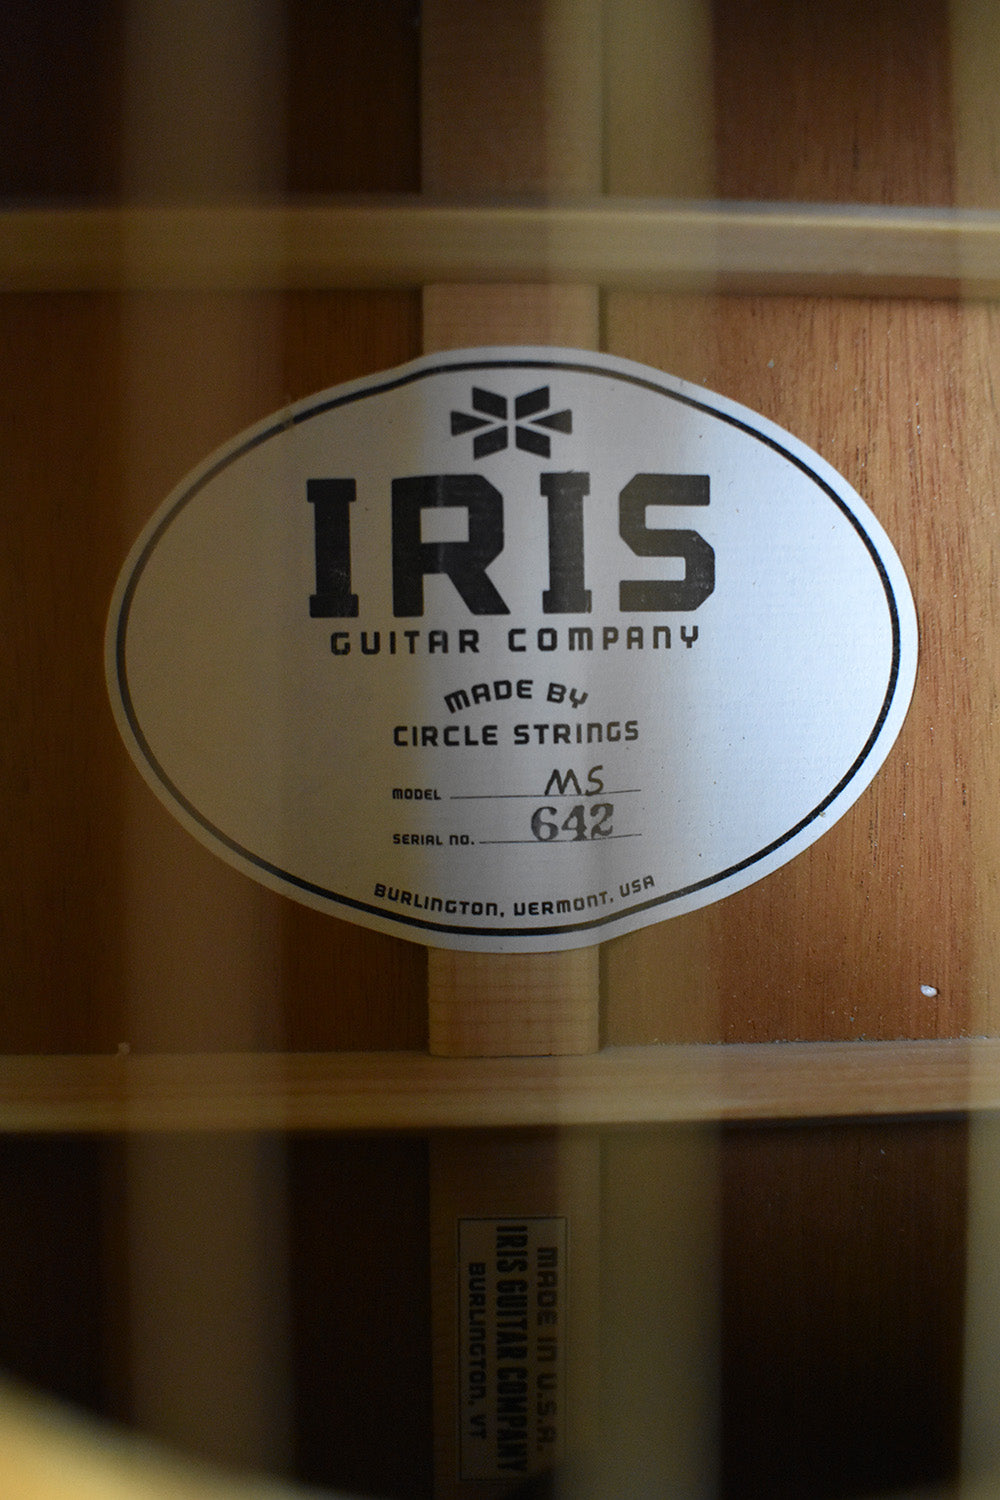 IRIS
GUITAR COMPANY
MADE BY
CIRCLE STRINGS
MODEL MS
SERIAL NO. 642
BURLINGTON, VERMONT, USA
MADE IN U.S.A.
IRIS GUITAR COMPANY
BURLINGTON, VT